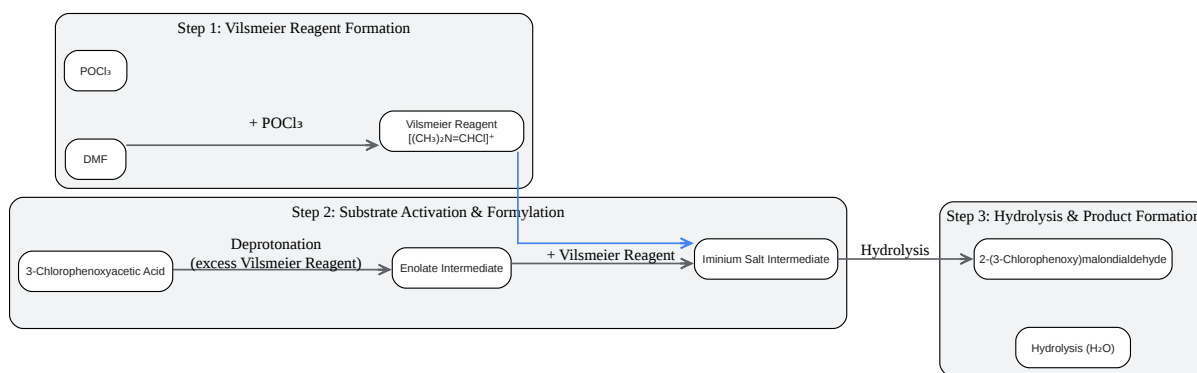 Step 1: Vilsmeier Reagent Formation
POCl₃
+ POCl₃
Vilsmeier Reagent
[(CH₃)₂N=CHCl]⁺
DMF
Step 2: Substrate Activation & Formylation
3-Chlorophenoxyacetic Acid
Deprotonation
(excess Vilsmeier Reagent)
Enolate Intermediate
+ Vilsmeier Reagent
Iminium Salt Intermediate
Hydrolysis
Step 3: Hydrolysis & Product Formation
2-(3-Chlorophenoxy)malondialdehyde
Hydrolysis (H₂O)